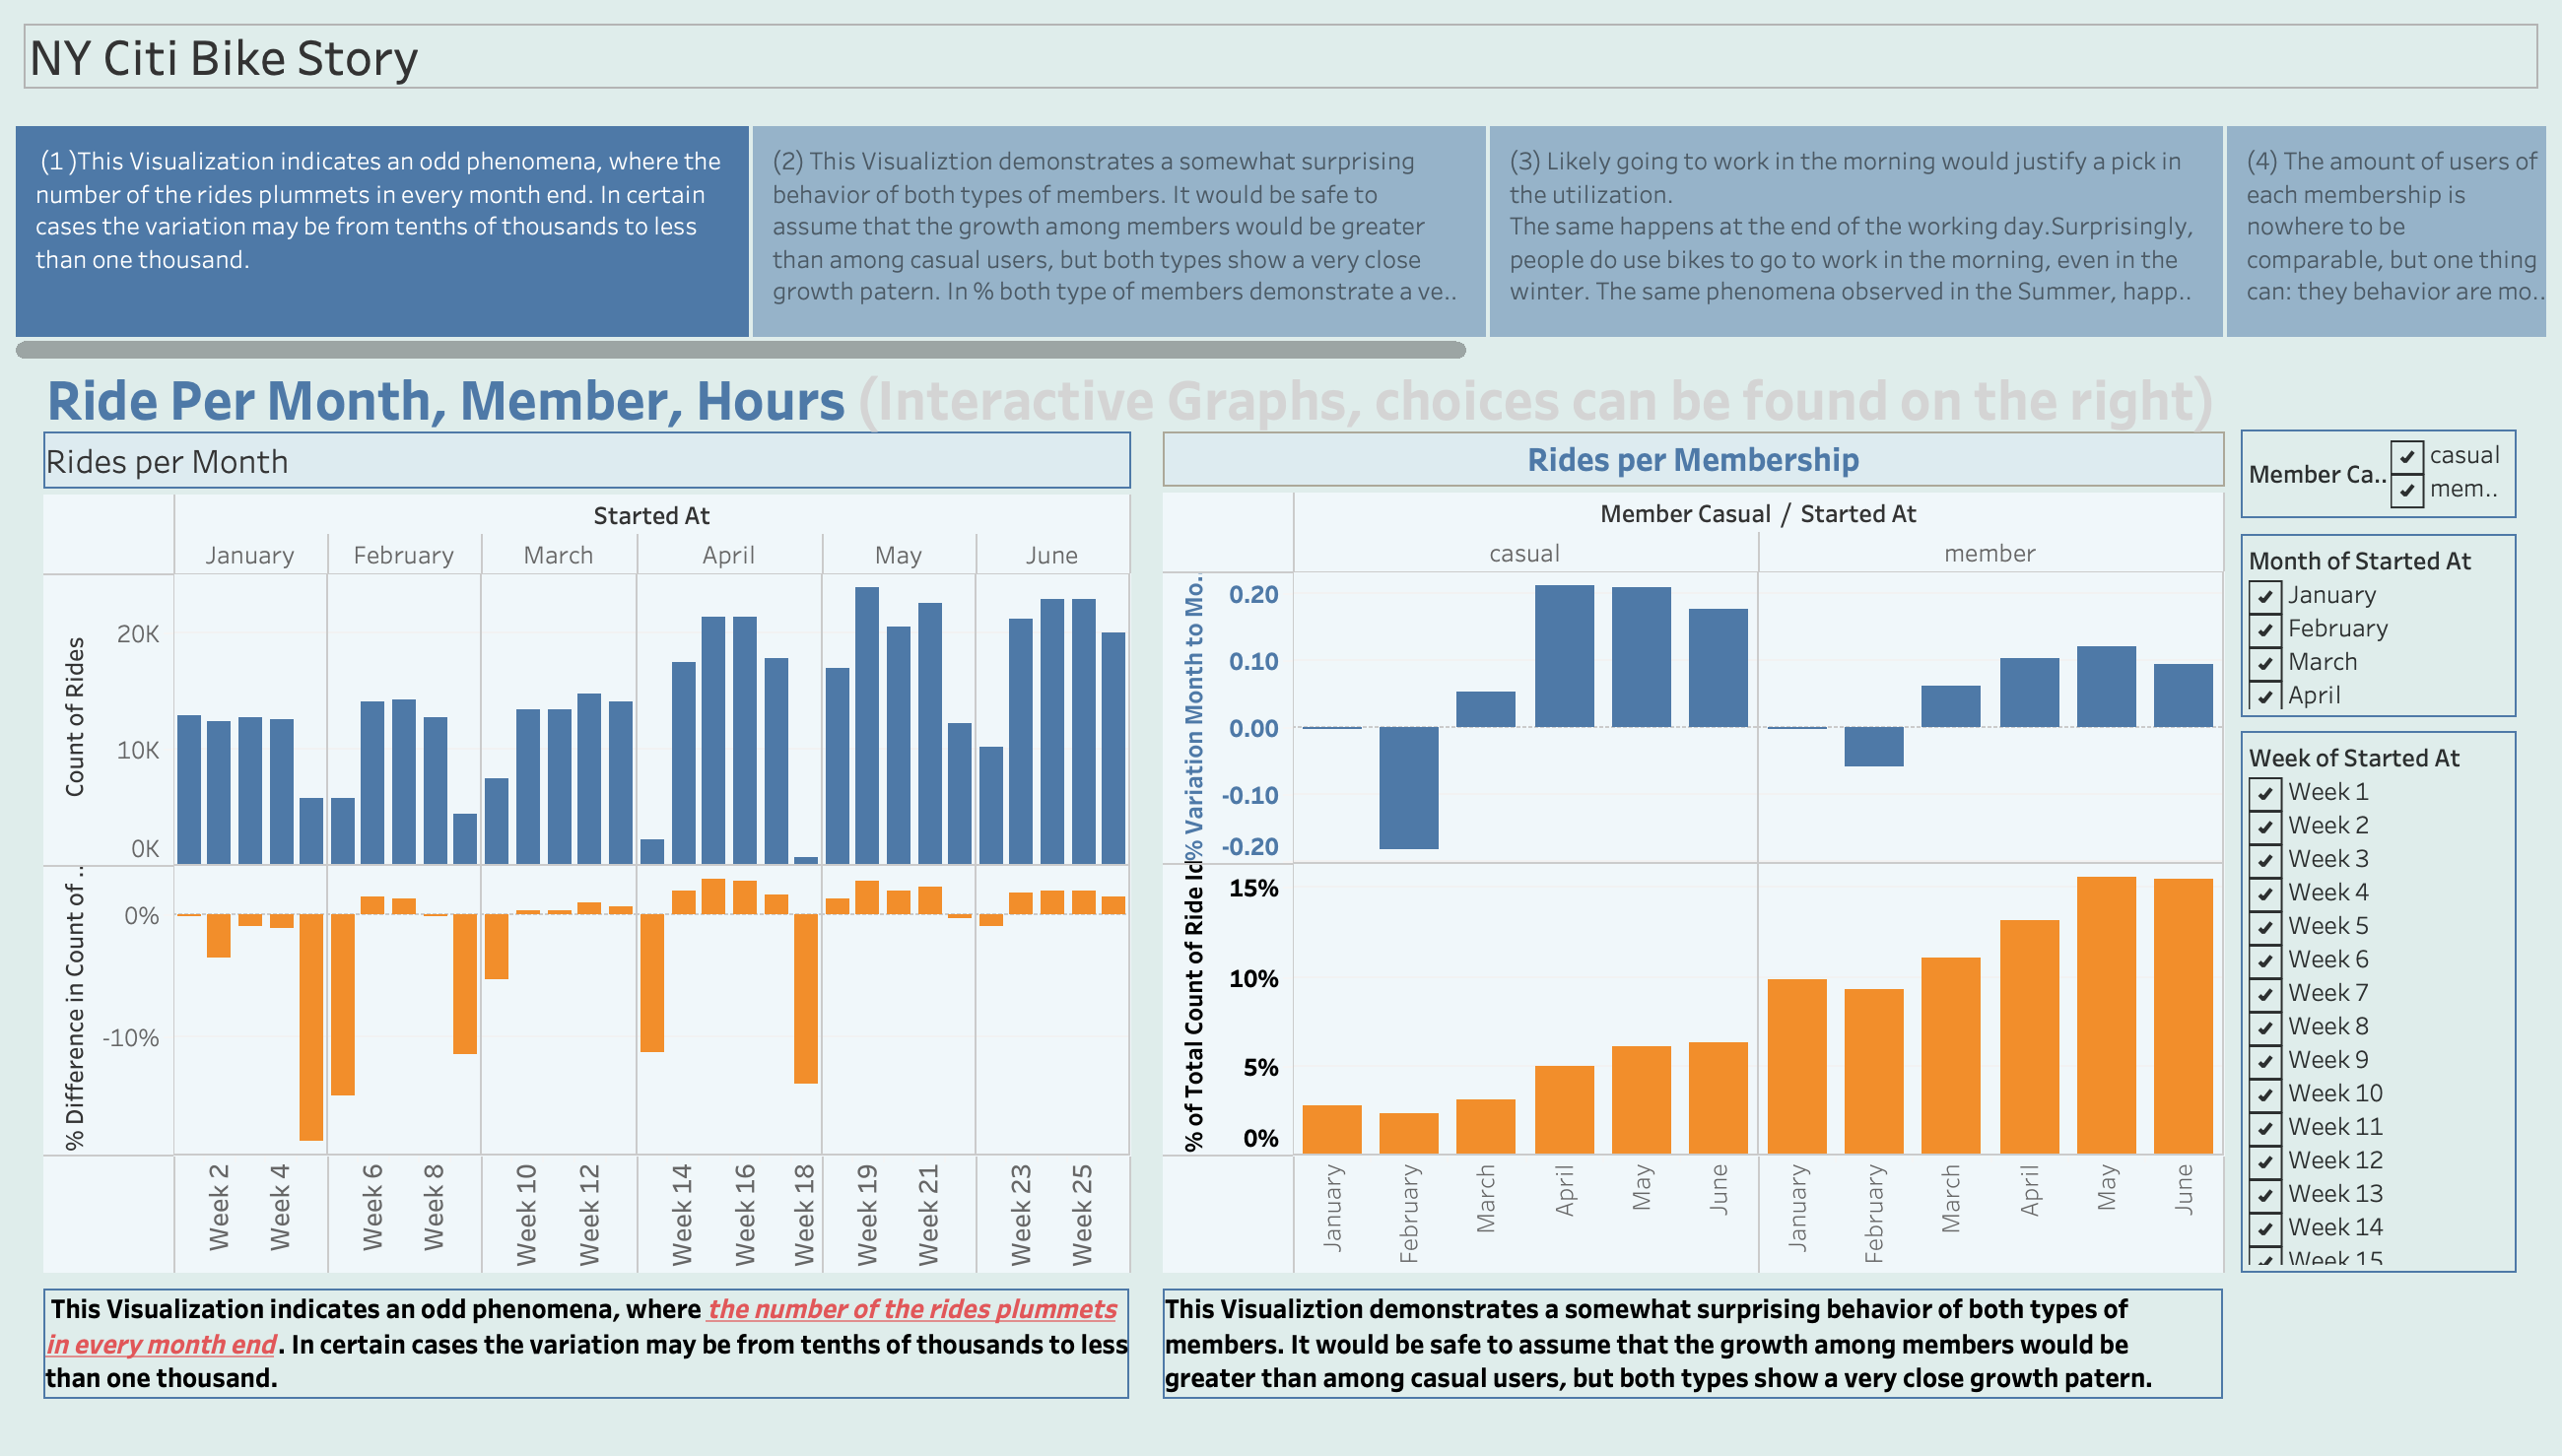 NY Citi Bike Story
(1 )This Visualization indicates an odd phenomena, where the
number of the rides plummets in every month end. In certain
cases the variation may be from tenths of thousands to less
than one thousand.
(2) This Visualiztion demonstrates a somewhat surprising
behavior of both types of members. It would be safe to
assume that the growth among members would be greater
than among casual users, but both types show a very close
growth patern. In % both type of members demonstrate a ve..
(3) Likely going to work in the morning would justify a pick in
the utilization.
The same happens at the end of the working day.Surprisingly,
people do use bikes to go to work in the morning, even in the
winter. The same phenomena observed in the Summer, happ..
(4) The amount of users of
each membership is
nowhere to be
comparable, but one thing
can: they behavior are mo..
Ride Per Month, Member, Hours (Interactive Graphs, choices can be found on the right)
Rides per Month
Started At
January February March April May June
Count of Rides
20K
10K
0K
% Difference in Count of ..
0%
-10%
Week 2
Week 4
Week 6
Week 8
Week 10
Week 12
Week 14
Week 16
Week 18
Week 19
Week 21
Week 23
Week 25
Rides per Membership
Member Casual / Started At
casual member
% Variation Month to Mo..
0.20
0.10
0.00
-0.10
-0.20
% of Total Count of Ride Id
15%
10%
5%
0%
January
February
March
April
May
June
January
February
March
April
May
June
Member Ca..
casual
mem..
Month of Started At
January
February
March
April
Week of Started At
Week 1
Week 2
Week 3
Week 4
Week 5
Week 6
Week 7
Week 8
Week 9
Week 10
Week 11
Week 12
Week 13
Week 14
Week 15
This Visualization indicates an odd phenomena, where the number of the rides plummets
in every month end. In certain cases the variation may be from tenths of thousands to less
than one thousand.
This Visualiztion demonstrates a somewhat surprising behavior of both types of
members. It would be safe to assume that the growth among members would be
greater than among casual users, but both types show a very close growth patern.